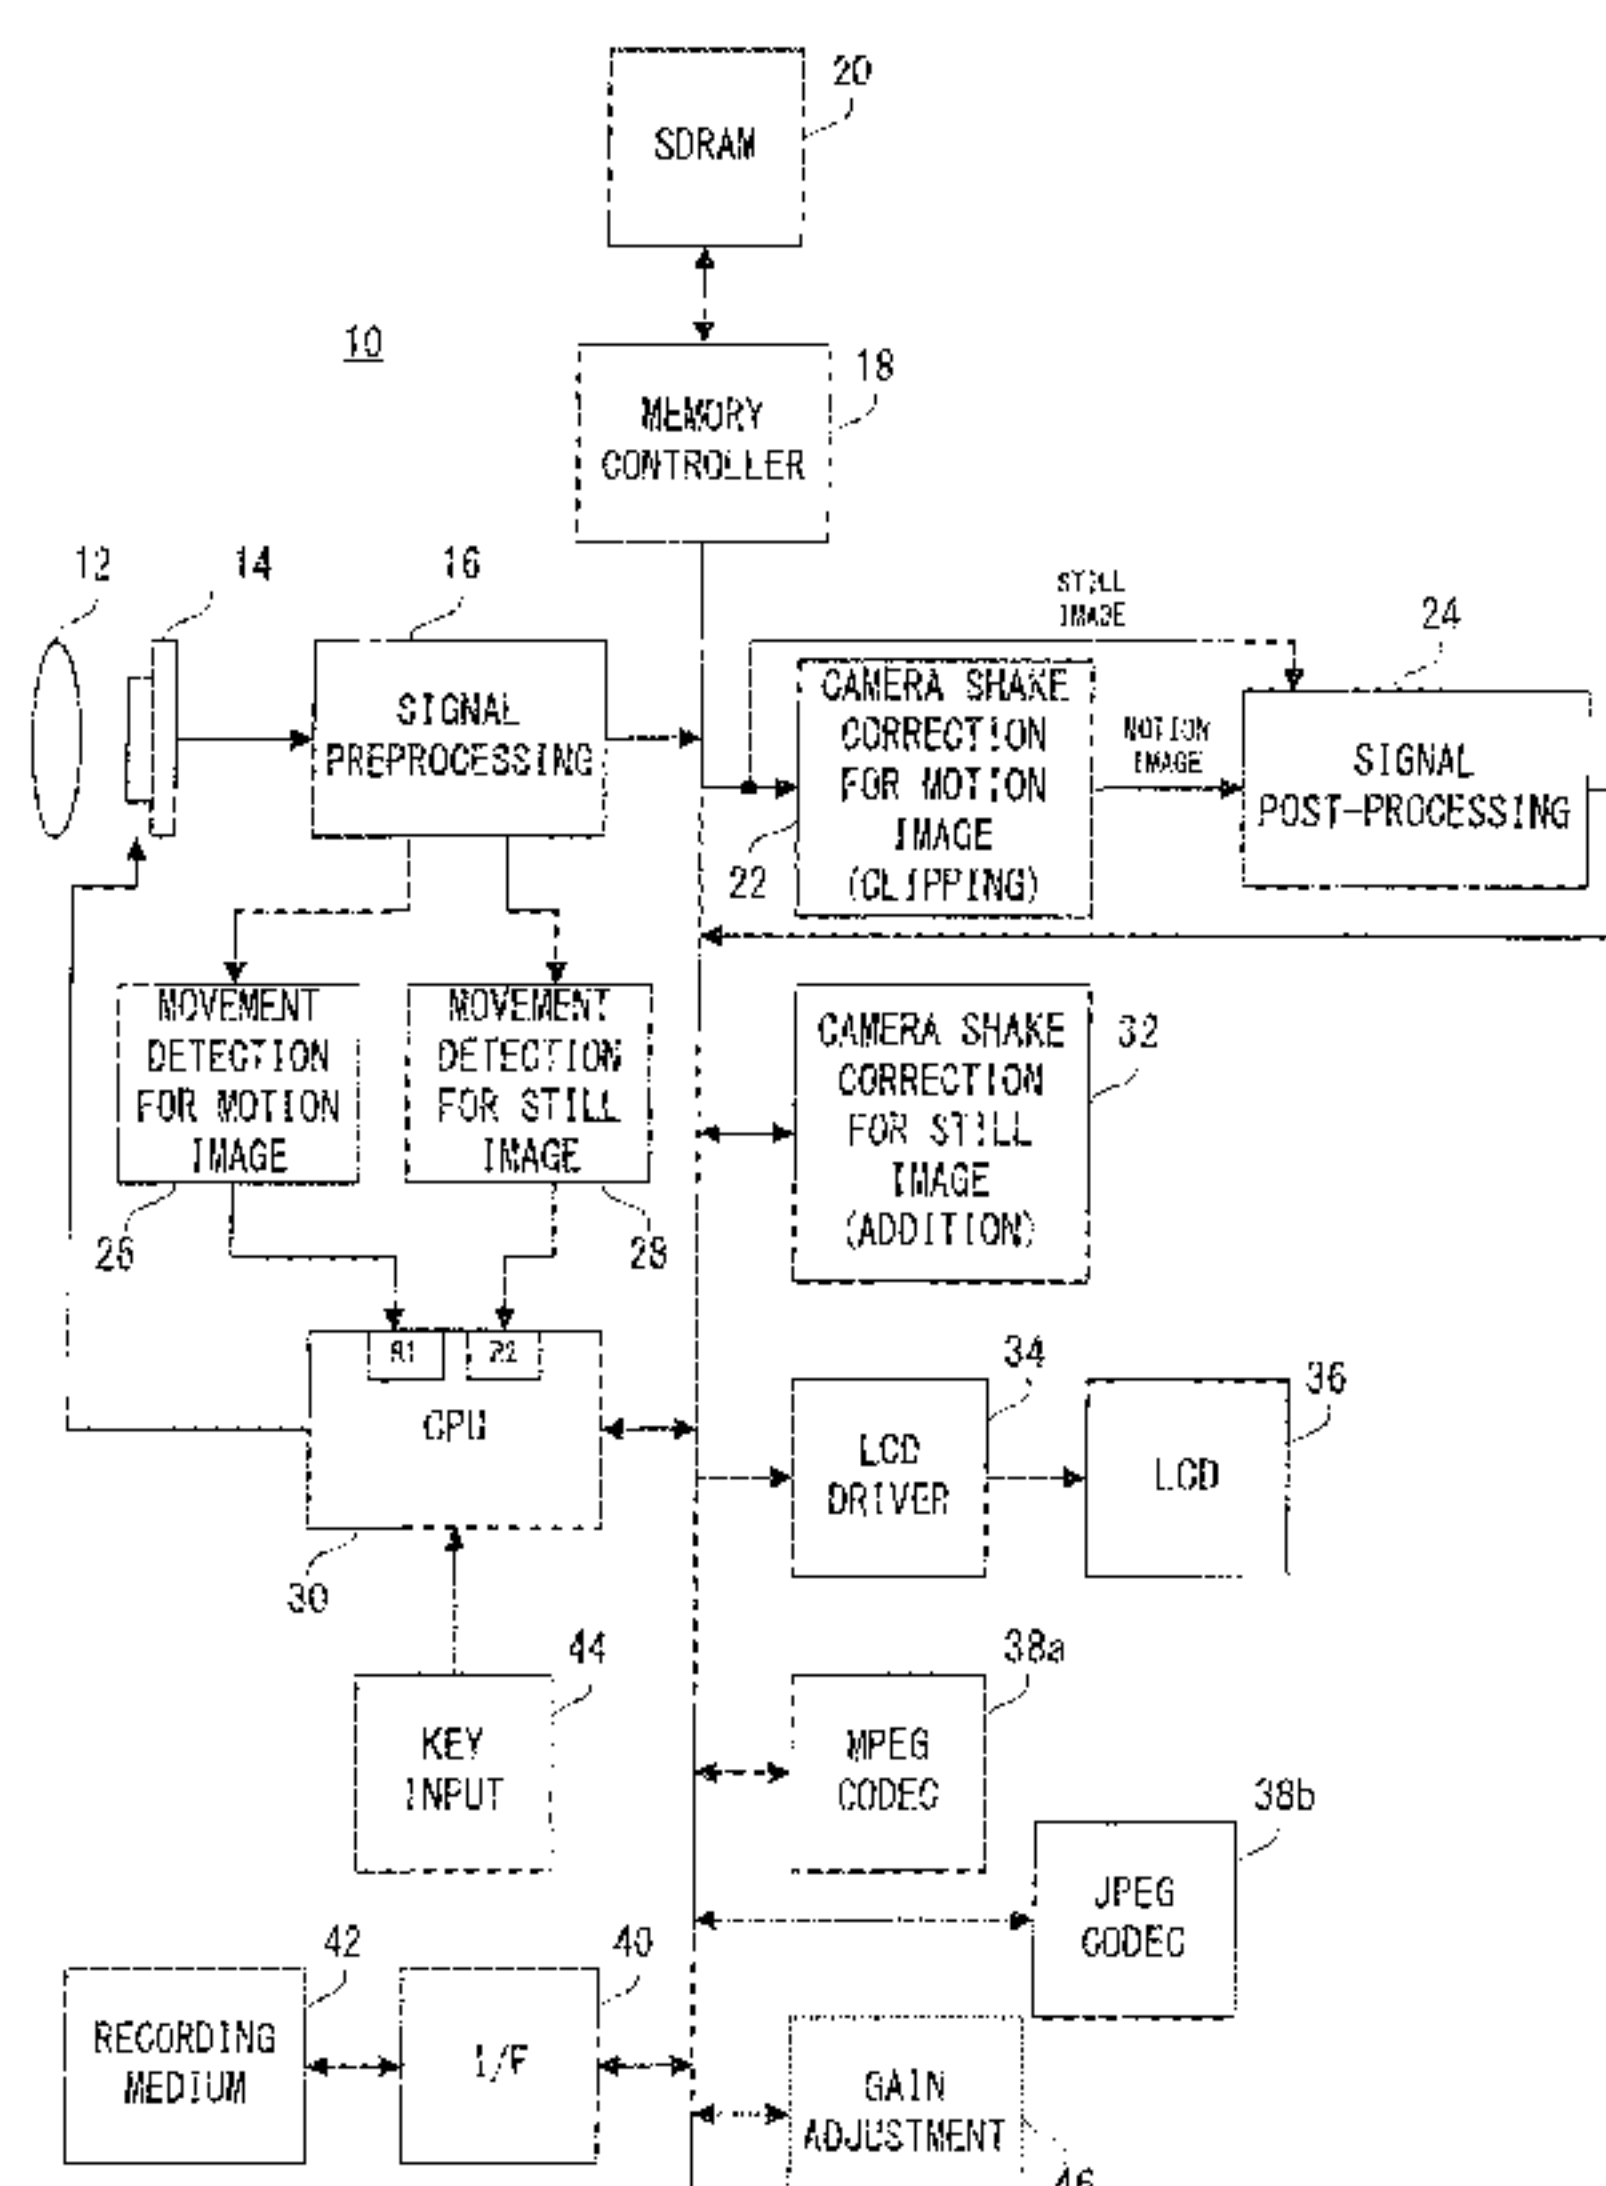 20
SDRAM
10
18
MEMORY
CONTROLLER
12
14
16
STILL
IMAGE
24
SIGNAL
PREPROCESSING
CAMERA SHAKE
CORRECTION
FOR MOTION
IMAGE
(CLIPPING)
22
MOTION
IMAGE
SIGNAL
POST-PROCESSING
MOVEMENT
DETECTION
FOR MOTION
IMAGE
26
MOVEMENT
DETECTION
FOR STILL
IMAGE
28
CAMERA SHAKE
CORRECTION
FOR STILL
IMAGE
(ADDITION)
32
R1
R2
CPU
30
34
LCD
DRIVER
36
LCD
44
KEY
INPUT
38a
MPEG
CODEC
38b
JPEG
CODEC
42
RECORDING
MEDIUM
40
I/F
GAIN
ADJUSTMENT
46